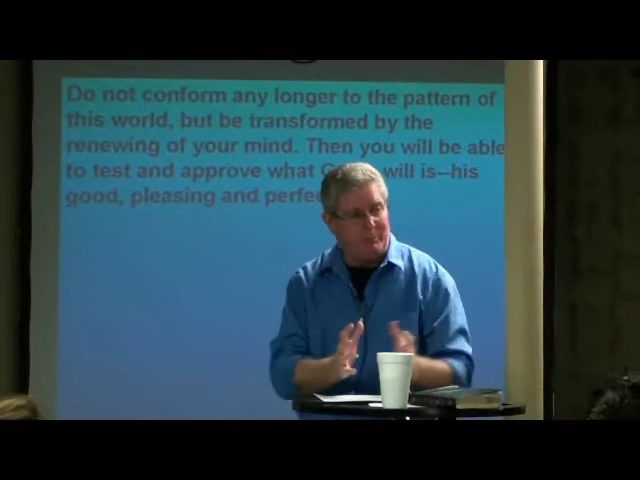 Do not conform any longer to the pattern of
this world, but be transformed by the
renewing of your mind. Then you will be able
to test and approve what G will is--his
good, pleasing and perfe